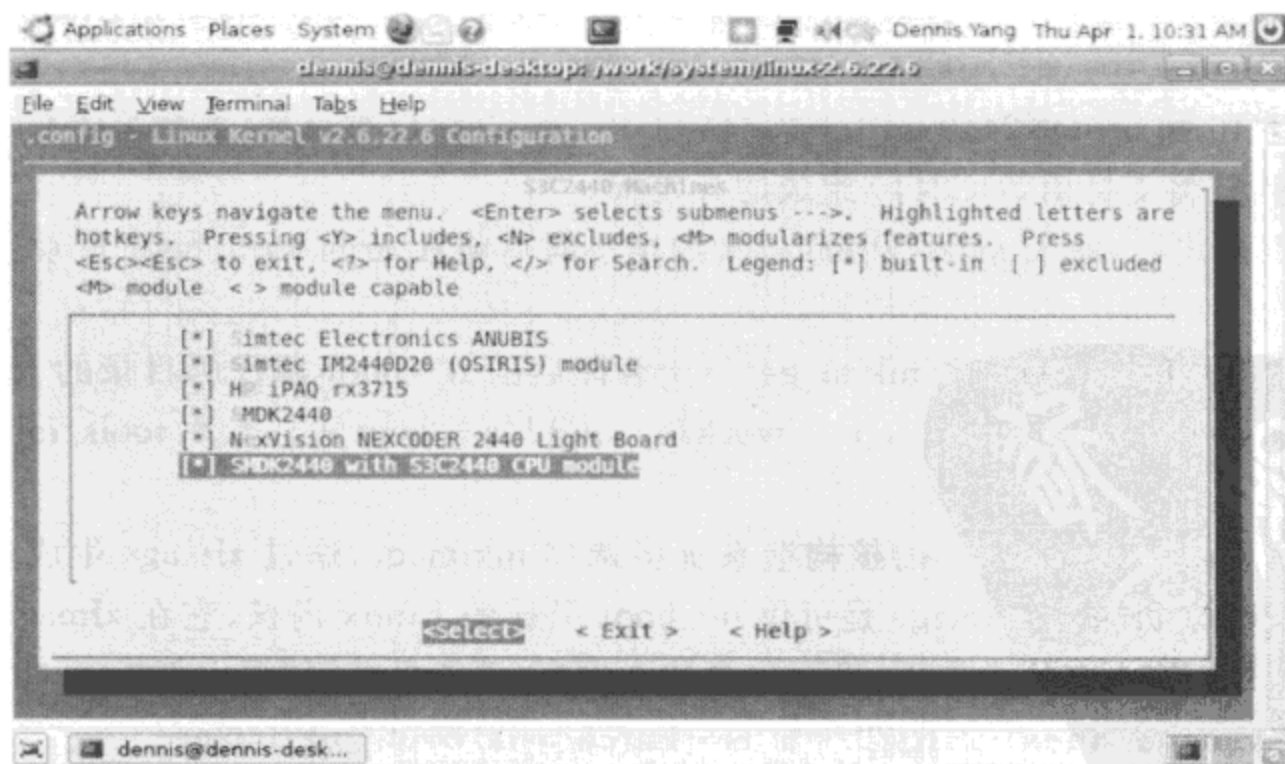 Applications Places System Dennis Yang Thu Apr 1, 10:31 AM
dennis@dennis-desktop: /work/system/linux-2.6.22.6
File Edit View Terminal Tabs Help
.config - Linux Kernel v2.6.22.6 Configuration
S3C2440 Machines
Arrow keys navigate the menu. <Enter> selects submenus --->. Highlighted letters are
hotkeys. Pressing <Y> includes, <N> excludes, <M> modularizes features. Press
<Esc><Esc> to exit, <?> for Help, </> for Search. Legend: [*] built-in [ ] excluded
<M> module < > module capable
[*] Simtec Electronics ANUBIS
[*] Simtec IM2440D20 (OSIRIS) module
[*] HP iPAQ rx3715
[*] SMDK2440
[*] NexVision NEXCODER 2440 Light Board
[*] SMDK2440 with S3C2440 CPU module
<Select> < Exit > < Help >
dennis@dennis-desk...